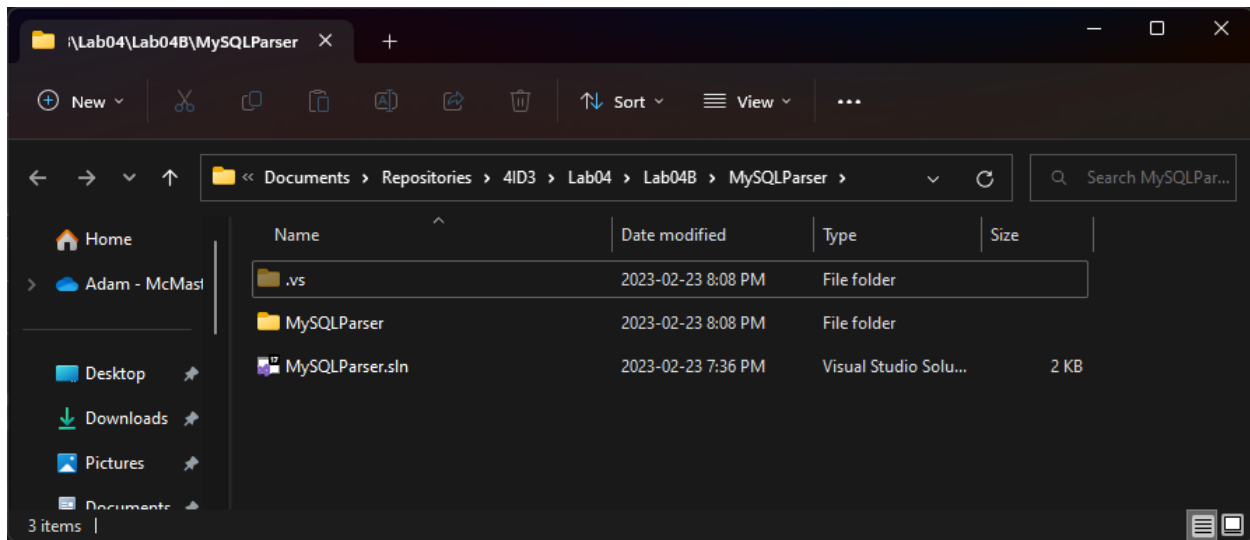 :\Lab04\Lab04B\MySQLParser
New
Sort
View
« Documents > Repositories > 4ID3 > Lab04 > Lab04B > MySQLParser >
Search MySQLPar...
Home
Name
Date modified
Type
Size
Adam - McMast
.vs
2023-02-23 8:08 PM
File folder
MySQLParser
2023-02-23 8:08 PM
File folder
MySQLParser.sln
2023-02-23 7:36 PM
Visual Studio Solu...
2 KB
Desktop
Downloads
Pictures
Documents
3 items